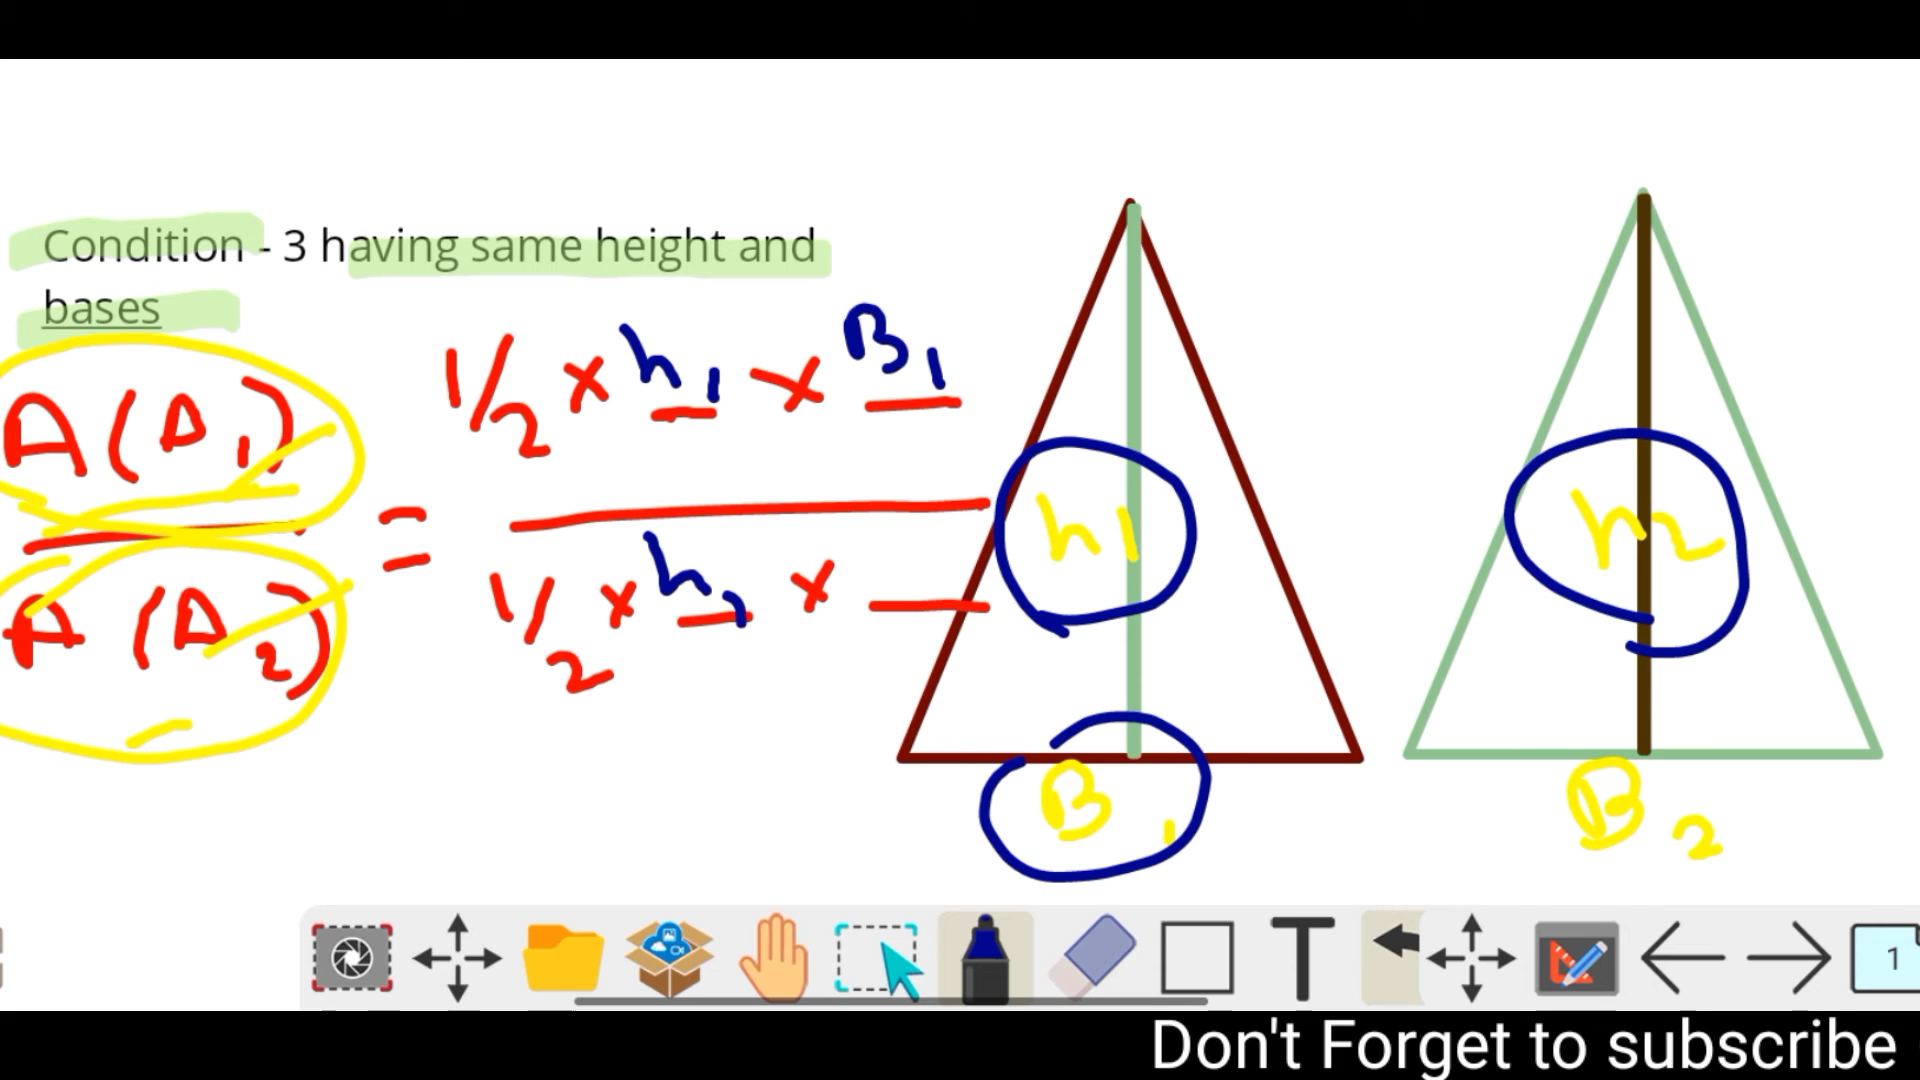 Condition - 3 having same height and
bases
A(Δ1) = 1/2 × h1 × B1
A(Δ2) 1/2 × h ×
h1
h2
B1
B2
1
Don't Forget to subscribe